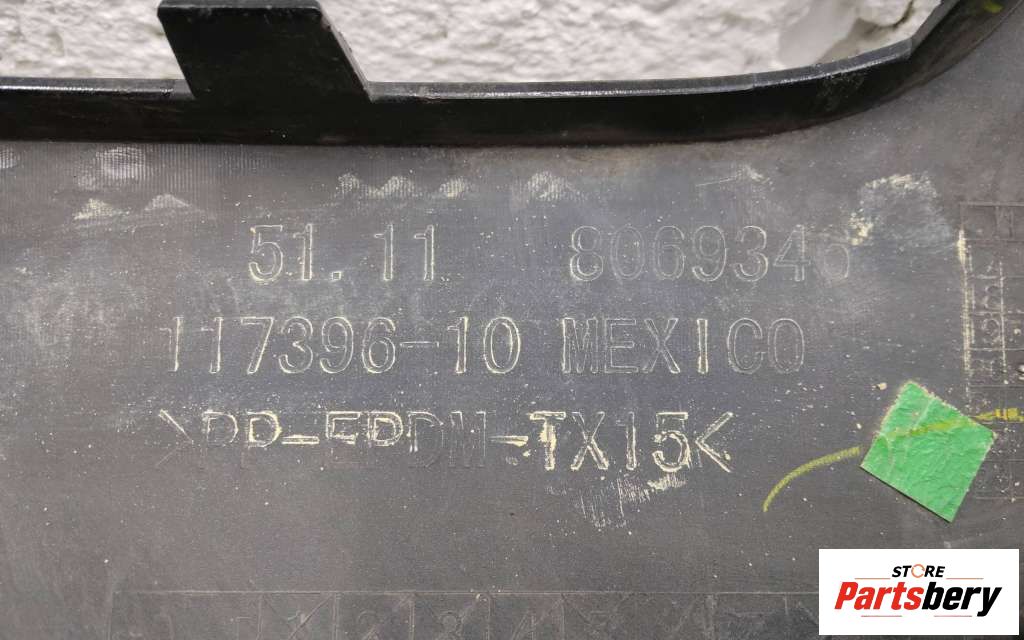 51.11 8069346
117396-10 MEXICO
>PP-EPDM-TX15<
STORE
Partsbery